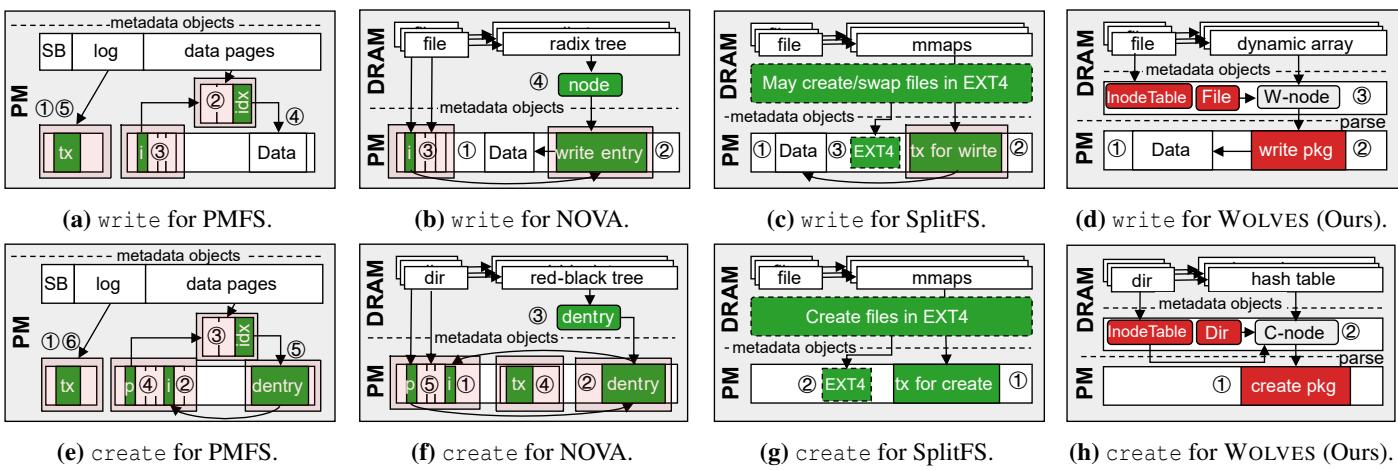 metadata objects
SB log data pages
PM
①⑤ ② idx ④
tx i ③ Data
(a) write for PMFS.
DRAM
file radix tree
④ node
metadata objects
PM
i ③ ① Data write entry ②
(b) write for NOVA.
DRAM
file mmaps
May create/swap files in EXT4
metadata objects
PM
① Data ③ EXT4 tx for wirte ②
(c) write for SplitFS.
DRAM
file dynamic array
metadata objects
InodeTable File W-node ③
parse
PM
① Data write pkg ②
(d) write for WOLVES (Ours).
metadata objects
SB log data pages
PM
①⑥ ③ idx ⑤
tx p ④ i ② dentry
(e) create for PMFS.
DRAM
dir red-black tree
③ dentry
metadata objects
PM
p ⑤ i ① tx ④ ② dentry
(f) create for NOVA.
DRAM
file mmaps
Create files in EXT4
metadata objects
PM
② EXT4 tx for create ①
(g) create for SplitFS.
DRAM
dir hash table
metadata objects
InodeTable Dir C-node ②
parse
PM
① create pkg
(h) create for WOLVES (Ours).